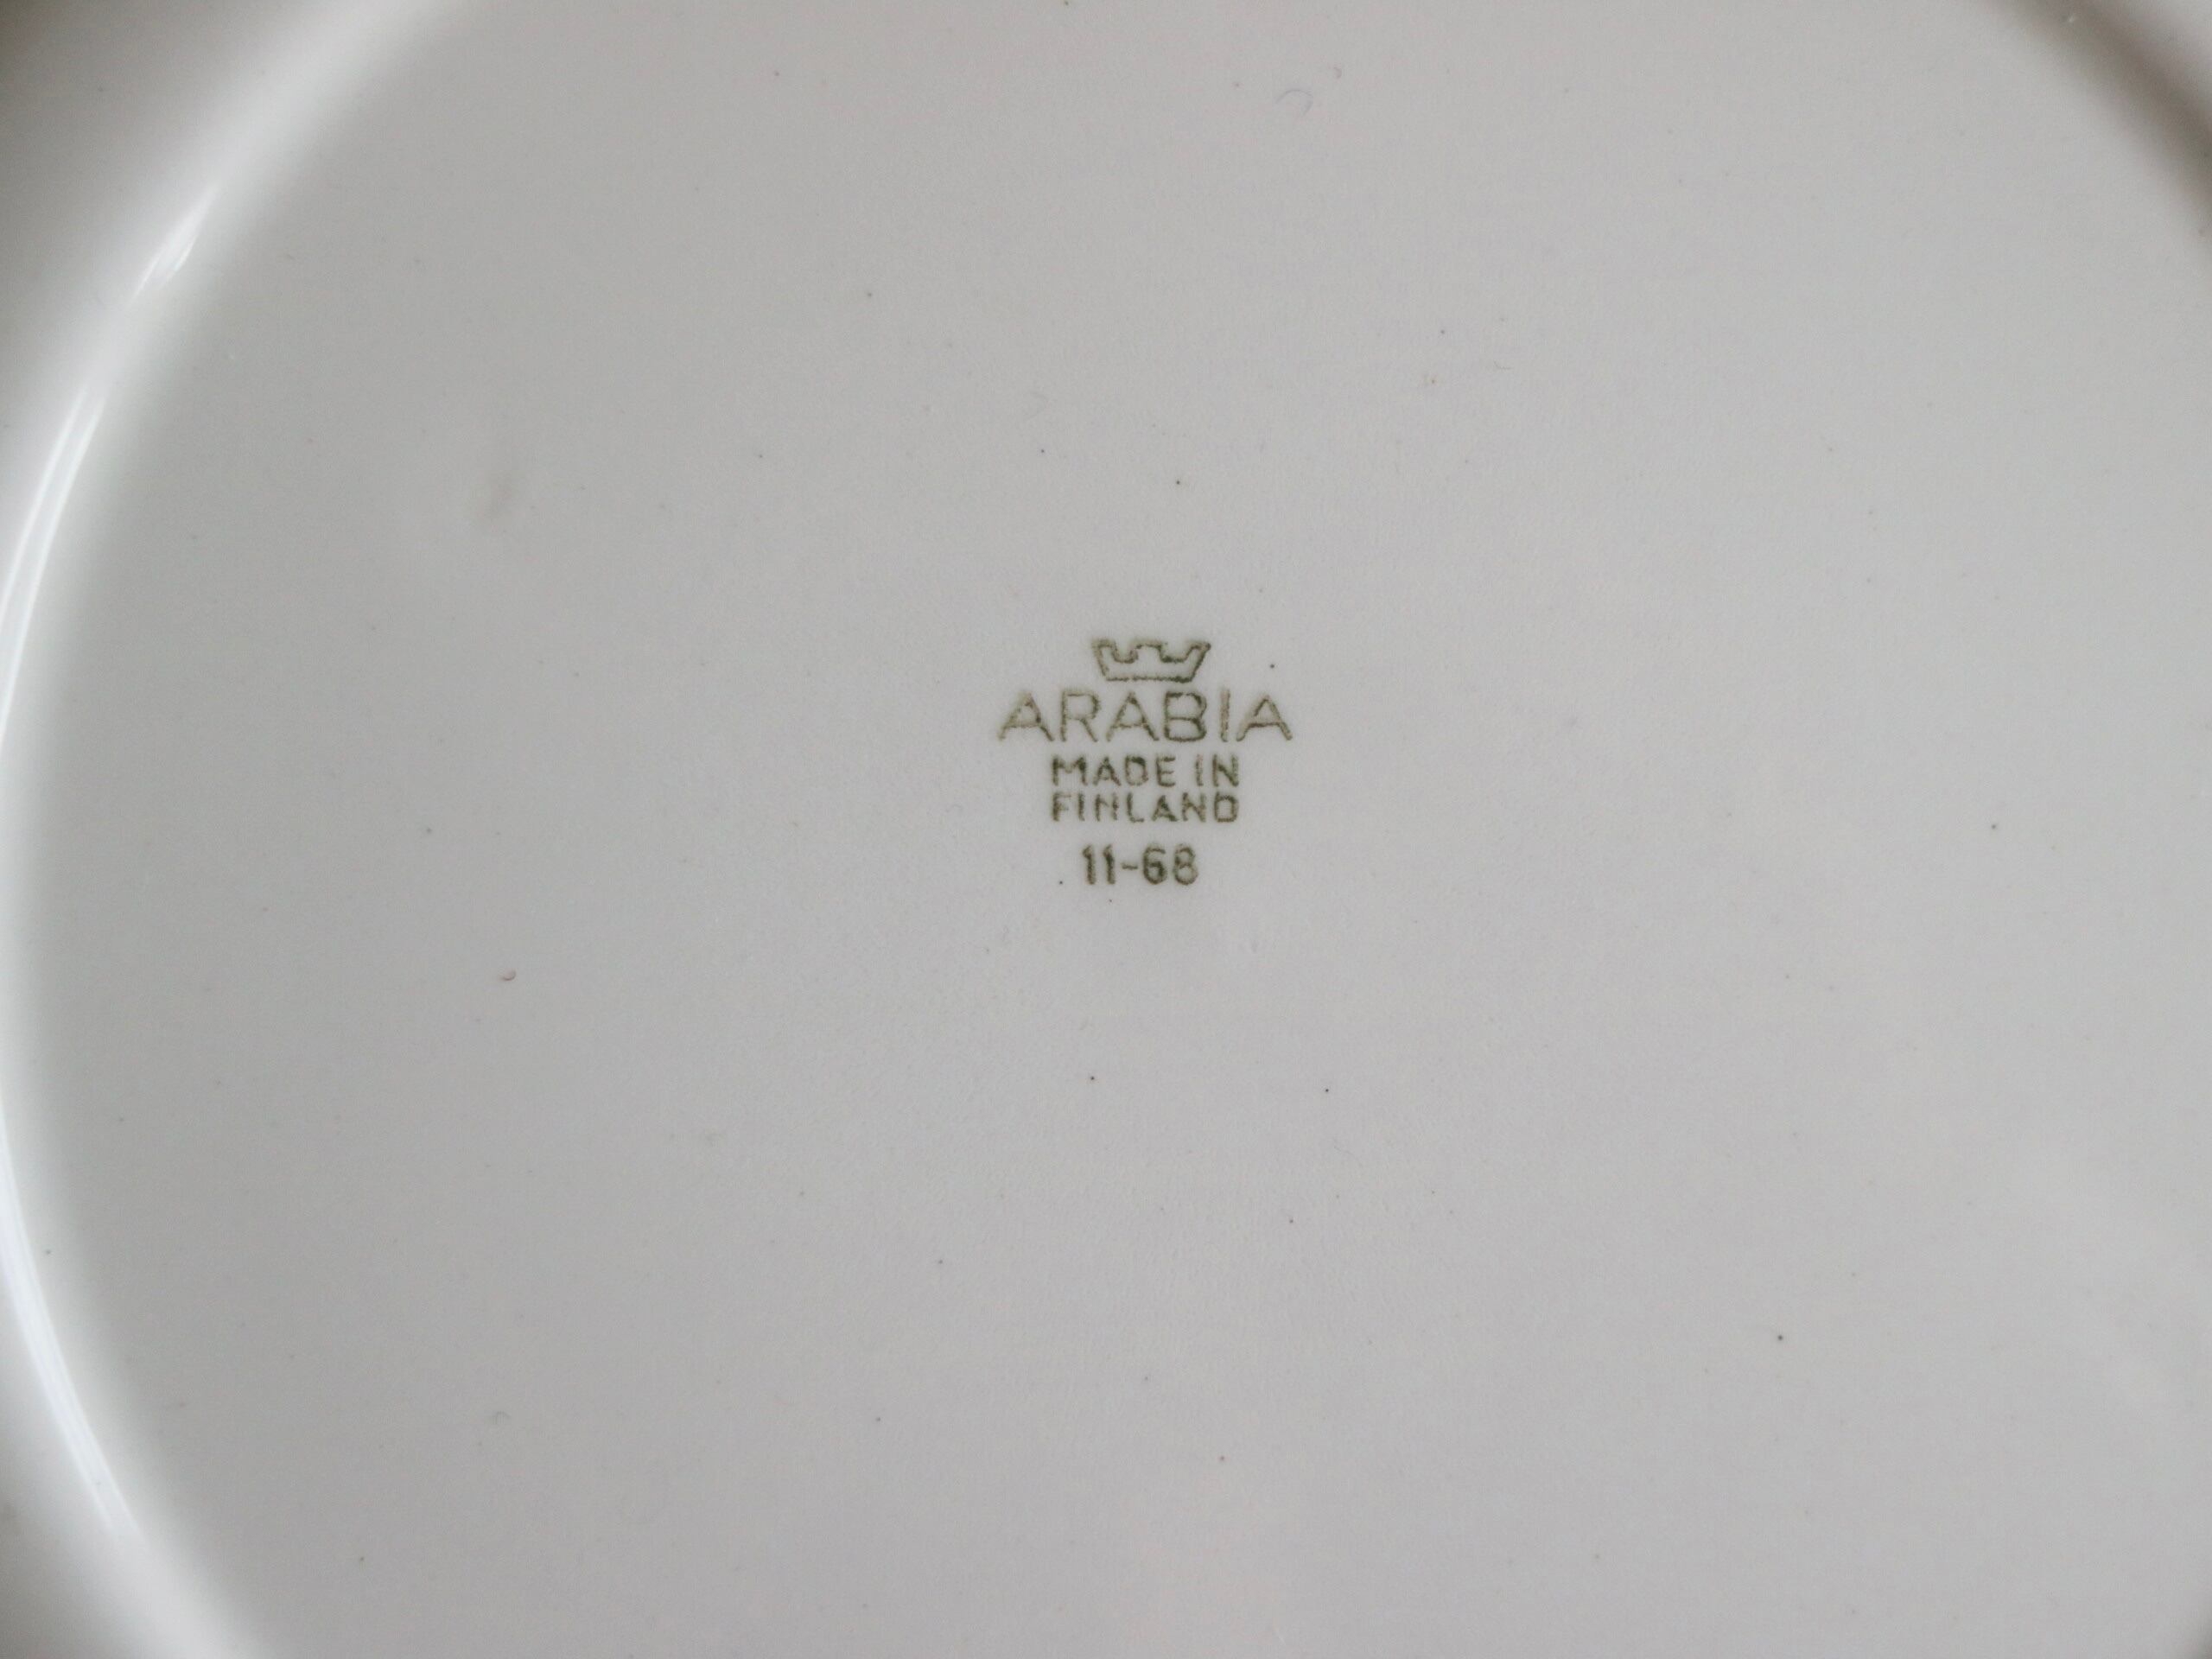 ARABIA
MADE IN
FINLAND
11-68